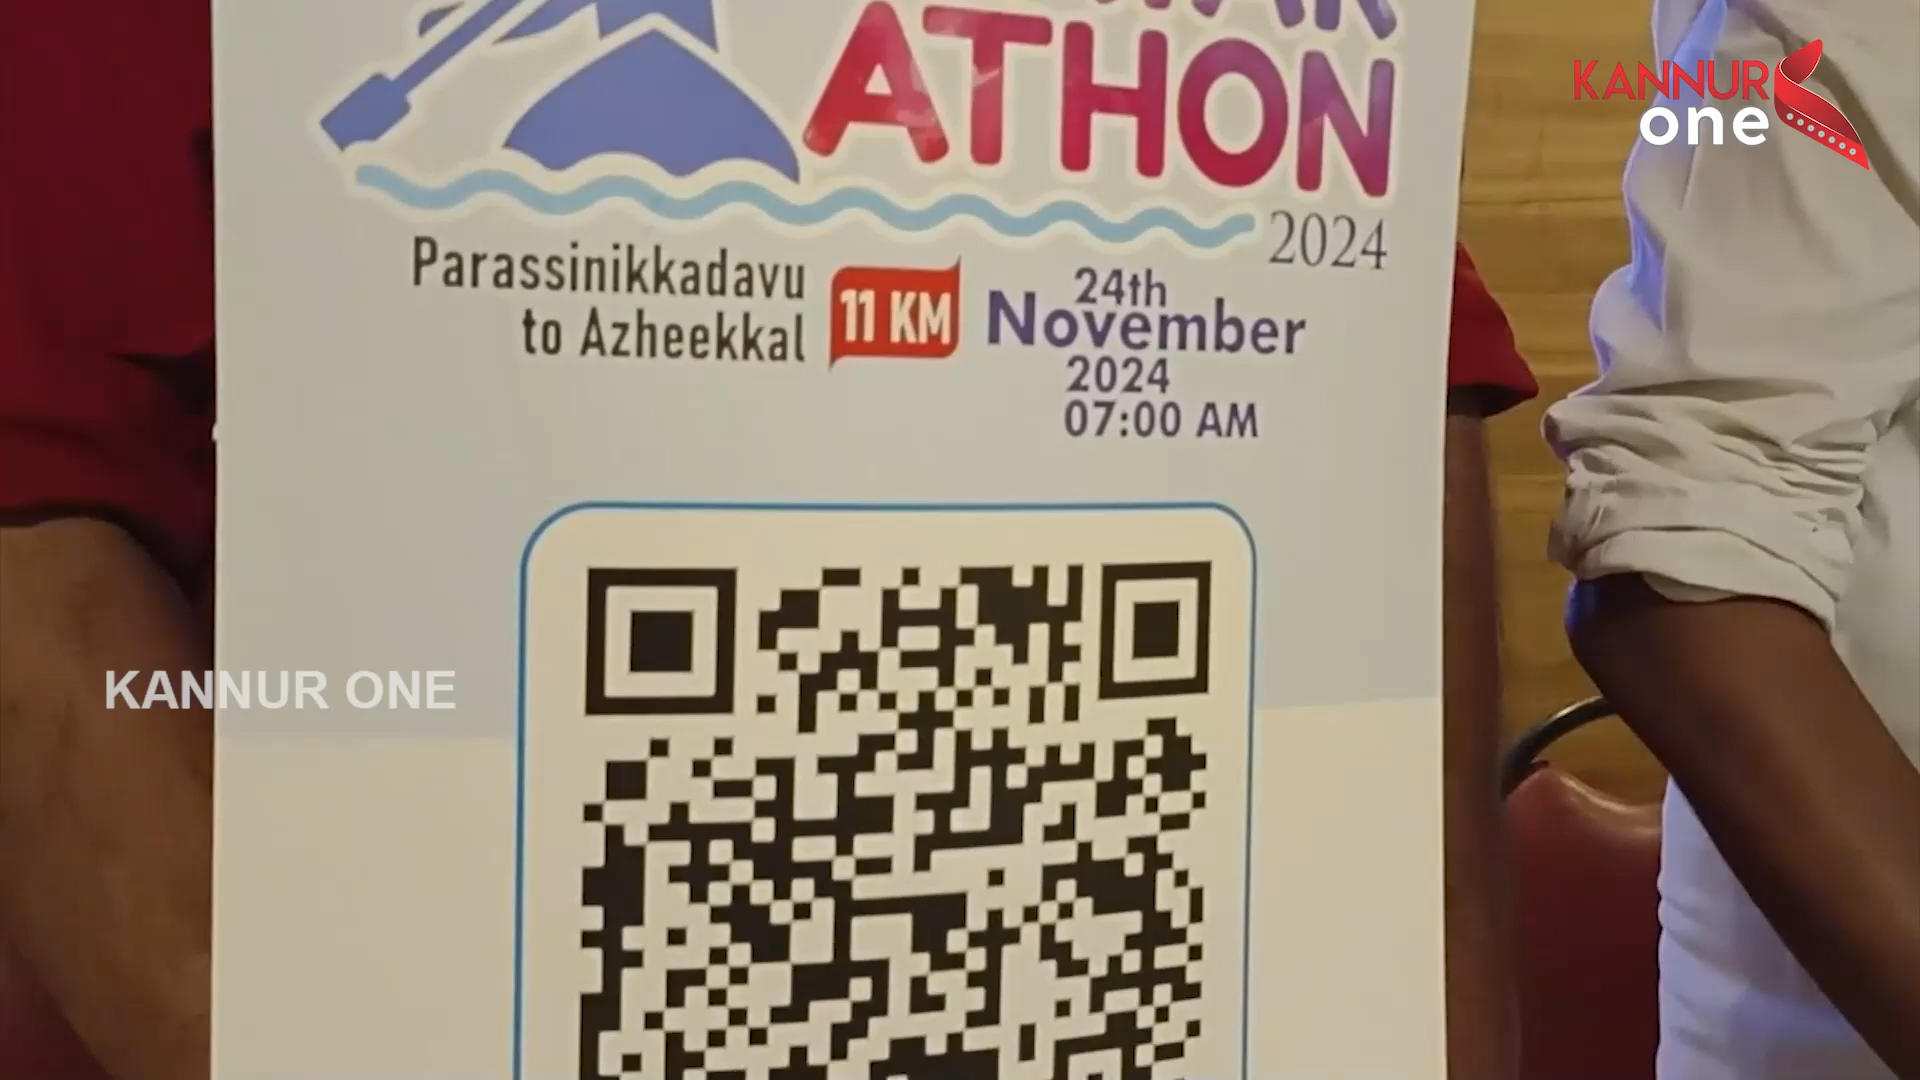 ATHON
2024
Parassinikkadavu
to Azheekkal
11 KM
24th
November
2024
07:00 AM
KANNUR
one
KANNUR ONE